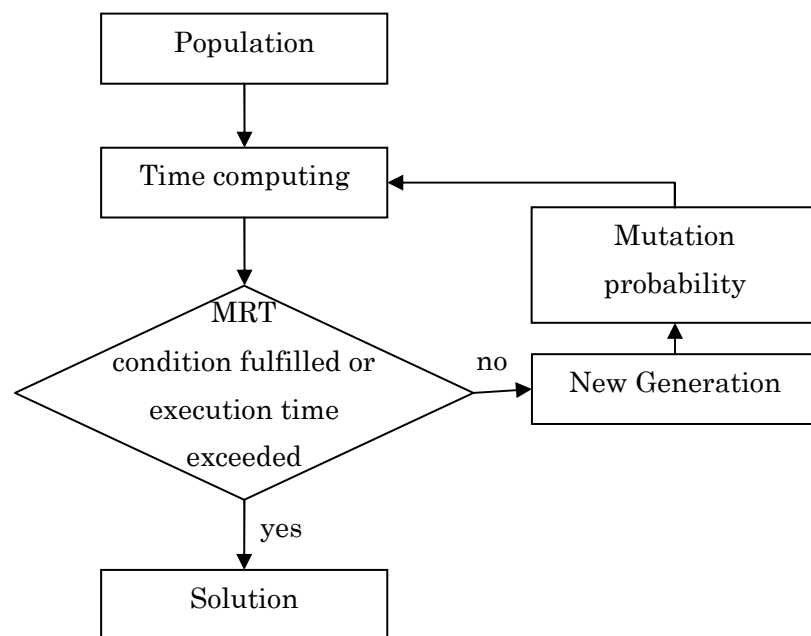 Population
Time computing
Mutation
probability
MRT
condition fulfilled or
execution time
exceeded
no
New Generation
yes
Solution